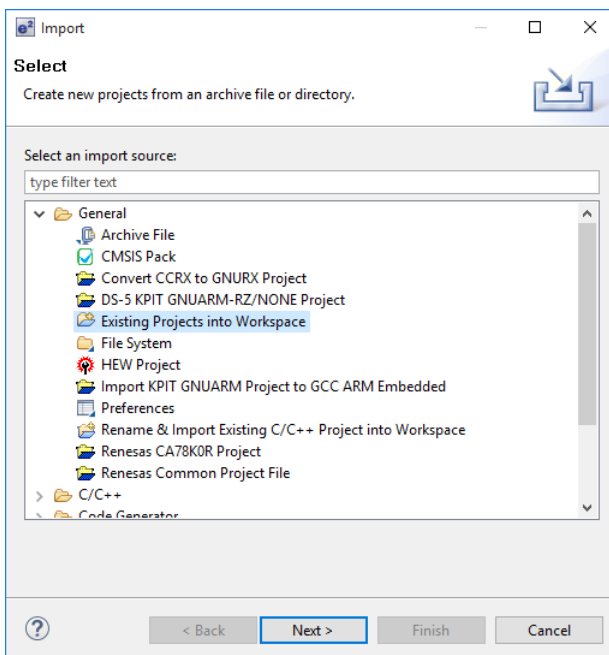 e² Import
Select
Create new projects from an archive file or directory.
Select an import source:
type filter text
General
Archive File
CMSIS Pack
Convert CCRX to GNURX Project
DS-5 KPIT GNUARM-RZ/NONE Project
Existing Projects into Workspace
File System
HEW Project
Import KPIT GNUARM Project to GCC ARM Embedded
Preferences
Rename & Import Existing C/C++ Project into Workspace
Renesas CA78K0R Project
Renesas Common Project File
C/C++
Code Generator
? < Back Next > Finish Cancel